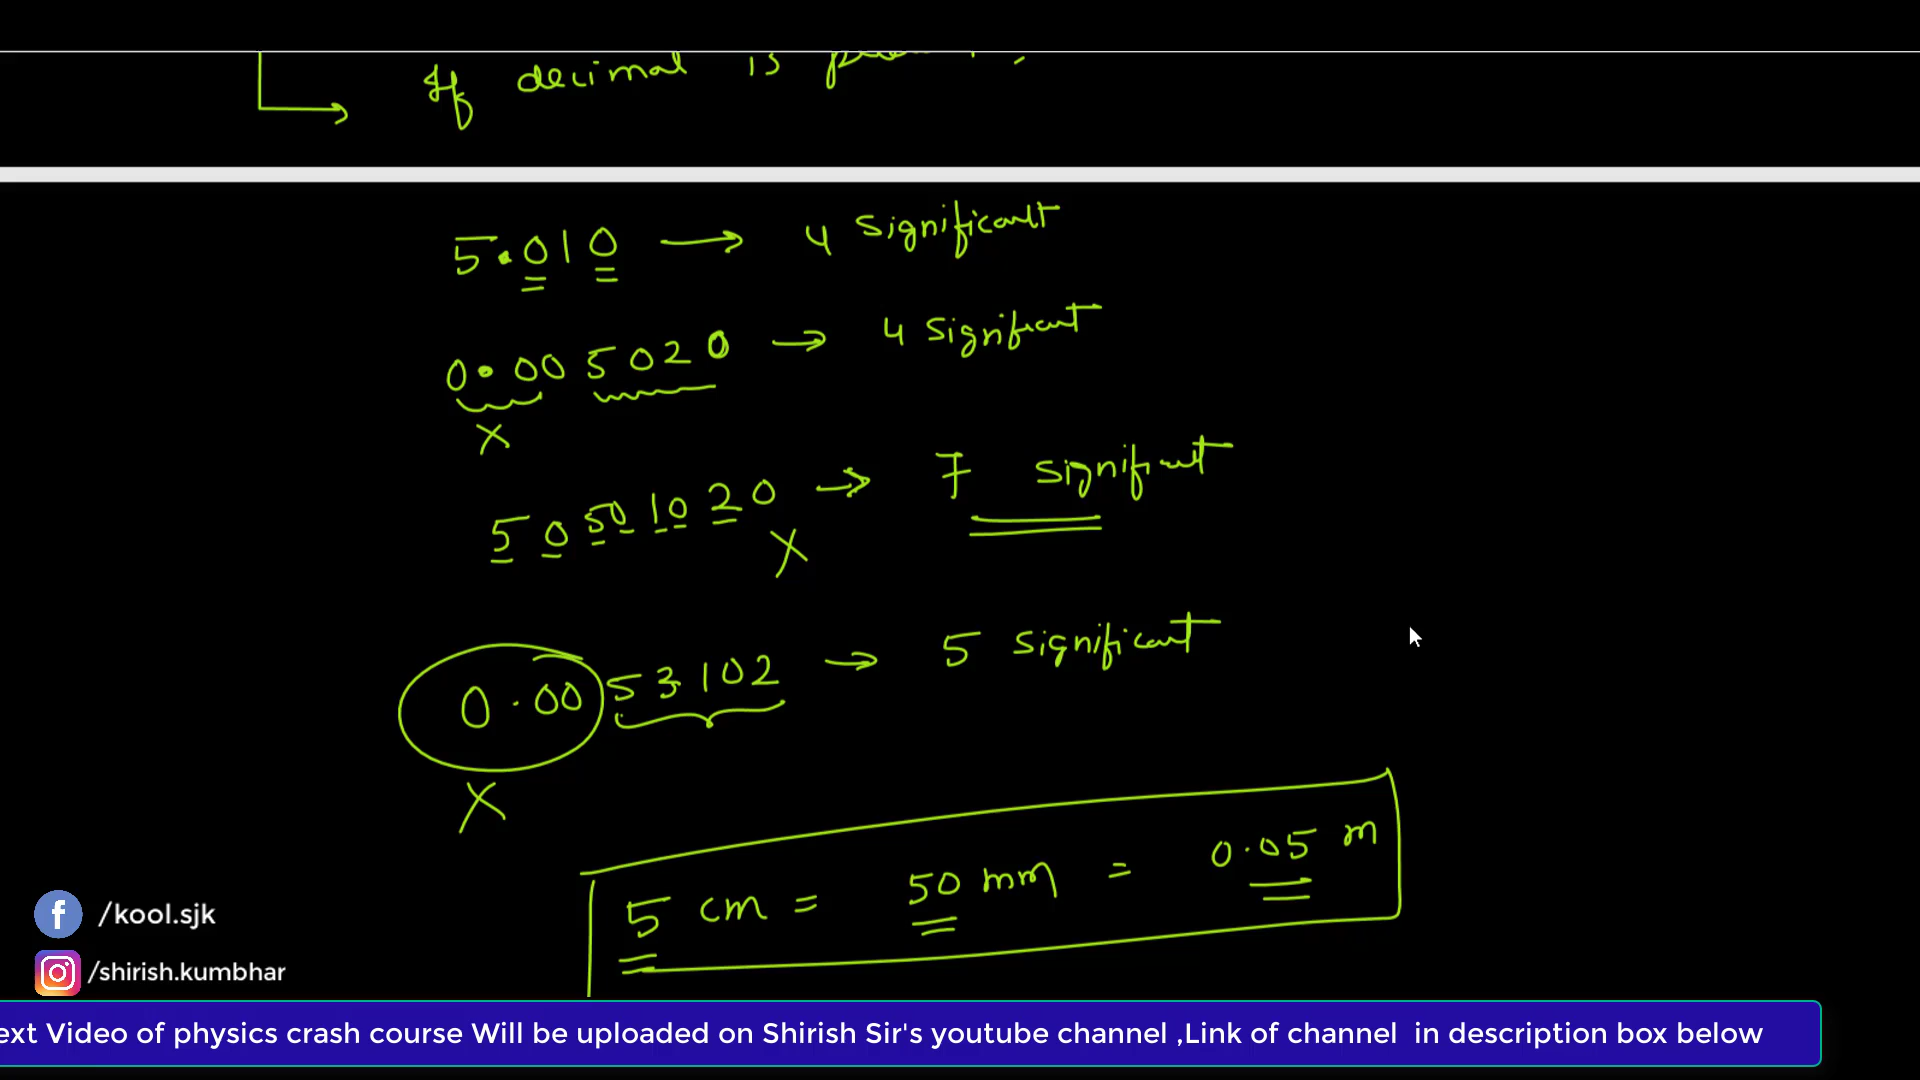 If decimal is
5.010 → 4 significant
0.005020 → 4 significant
X
50501020 → 7 significant
X
0.0053102 → 5 significant
X
5 cm = 50 mm = 0.05 m
/kool.sjk
/shirish.kumbhar
ext Video of physics crash course Will be uploaded on Shirish Sir's youtube channel ,Link of channel in description box below